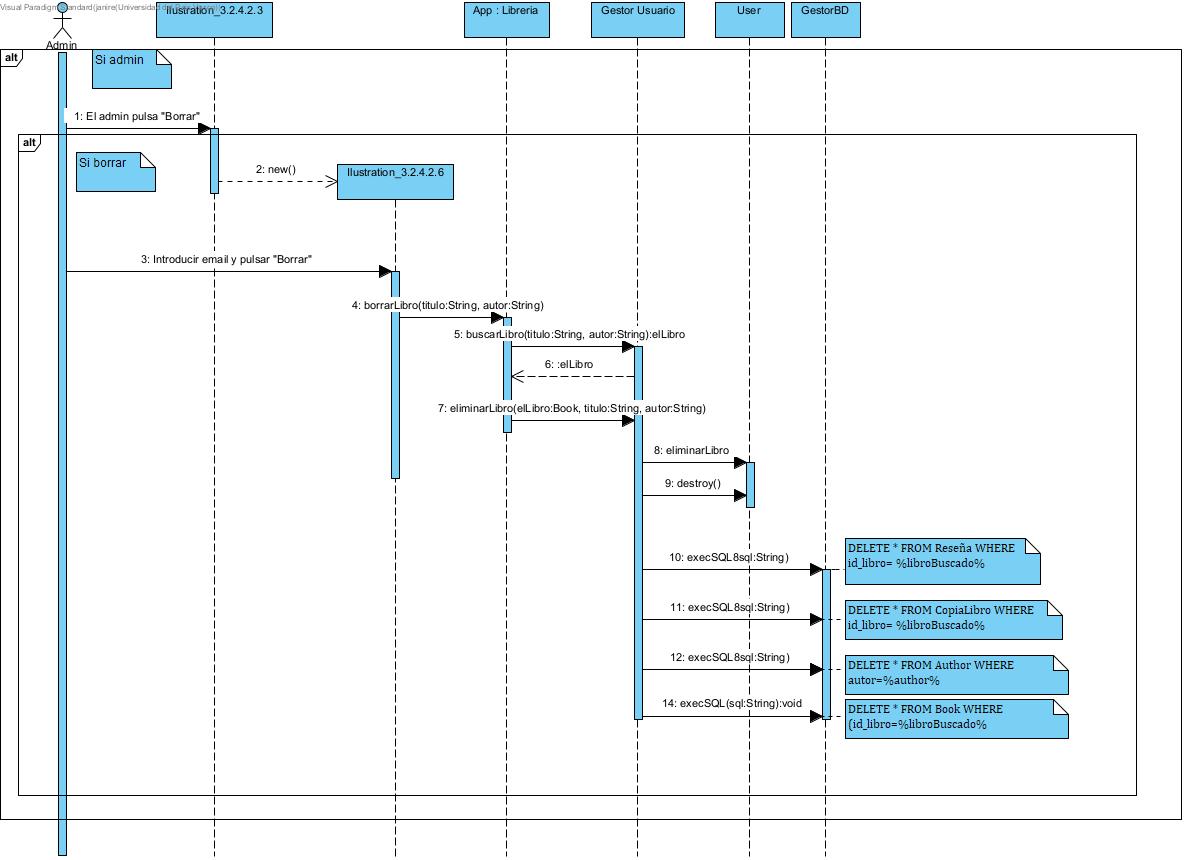 Visual Paradigm Standard(janire(Universidad del
Ilustration_3.2.4.2.3
App : Libreria
Gestor Usuario
User
GestorBD
Admin
alt
Si admin
1: El admin pulsa "Borrar"
alt
Si borrar
2: new()
Ilustration_3.2.4.2.6
3: Introducir email y pulsar "Borrar"
4: borrarLibro(titulo:String, autor:String)
5: buscarLibro(titulo:String, autor:String):elLibro
6: :elLibro
7: eliminarLibro(elLibro:Book, titulo:String, autor:String)
8: eliminarLibro
9: destroy()
10: execSQL8sql:String)
DELETE * FROM Reseña WHERE
id_libro= %libroBuscado%
11: execSQL8sql:String)
DELETE * FROM CopiaLibro WHERE
id_libro= %libroBuscado%
12: execSQL8sql:String)
DELETE * FROM Author WHERE
autor=%author%
14: execSQL(sql:String):void
DELETE * FROM Book WHERE
(id_libro=%libroBuscado%